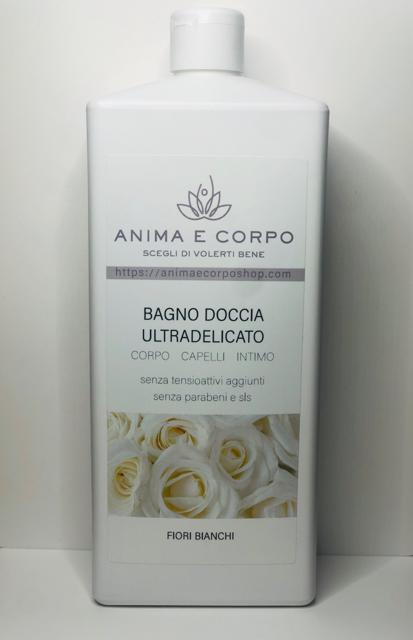 ANIMA E CORPO
SCEGLI DI VOLERTI BENE
https://animaecorposhop.com
BAGNO DOCCIA
ULTRADELICATO
CORPO CAPELLI INTIMO
senza tensioattivi aggiunti
senza parabeni e sls
FIORI BIANCHI